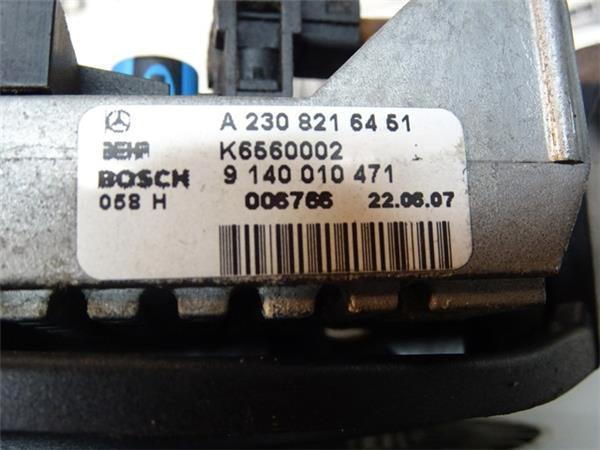 A 230 821 64 51
BEHR K6560002
BOSCH 9 140 010 471
058 H 006766 22.06.07